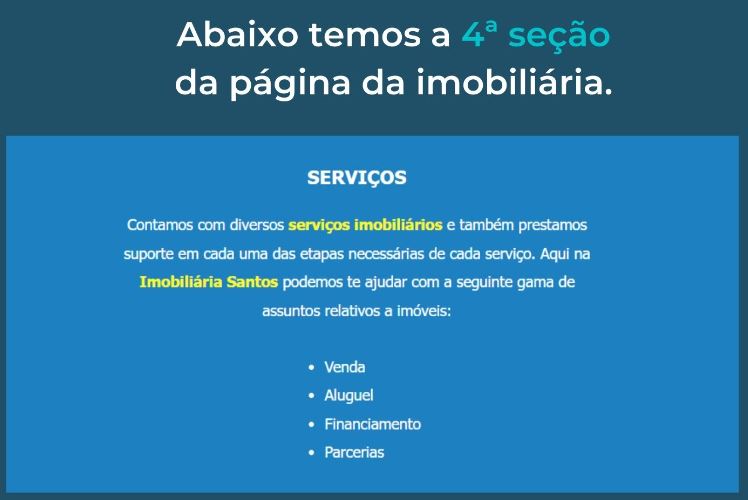 Abaixo temos a 4ª seção
da página da imobiliária.
SERVIÇOS
Contamos com diversos serviços imobiliários e também prestamos
suporte em cada uma das etapas necessárias de cada serviço. Aqui na
Imobiliária Santos podemos te ajudar com a seguinte gama de
assuntos relativos a imóveis:
• Venda
• Aluguel
• Financiamento
• Parcerias